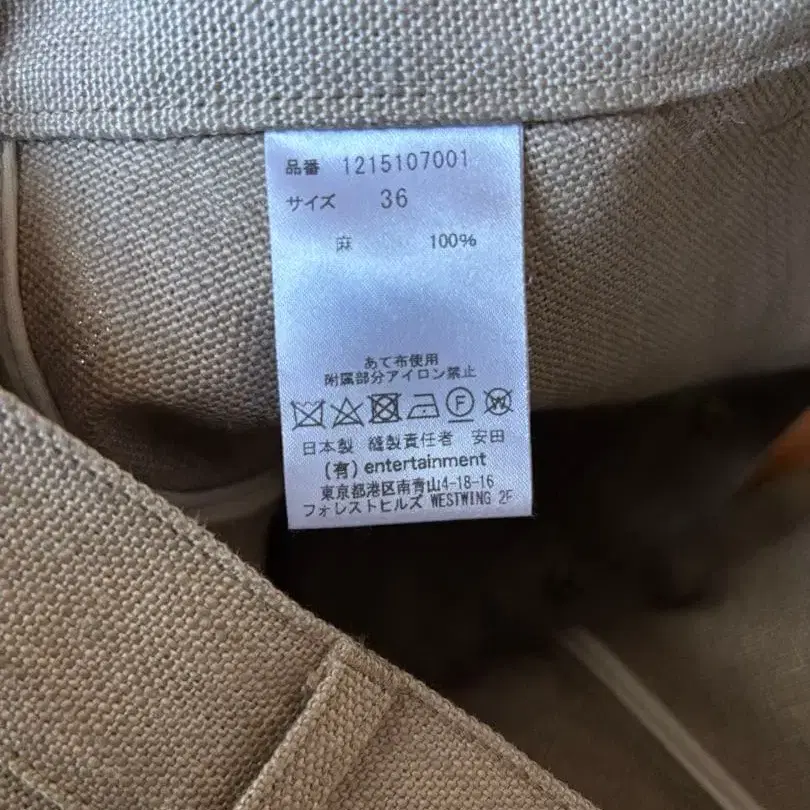 品番 1215107001
サイズ 36
麻 100%
あて布使用
附属部分アイロン禁止
F W
日本製 縫製責任者 安田
(有) entertainment
東京都港区南青山4-18-16
フォレストヒルズ WESTWING 2F